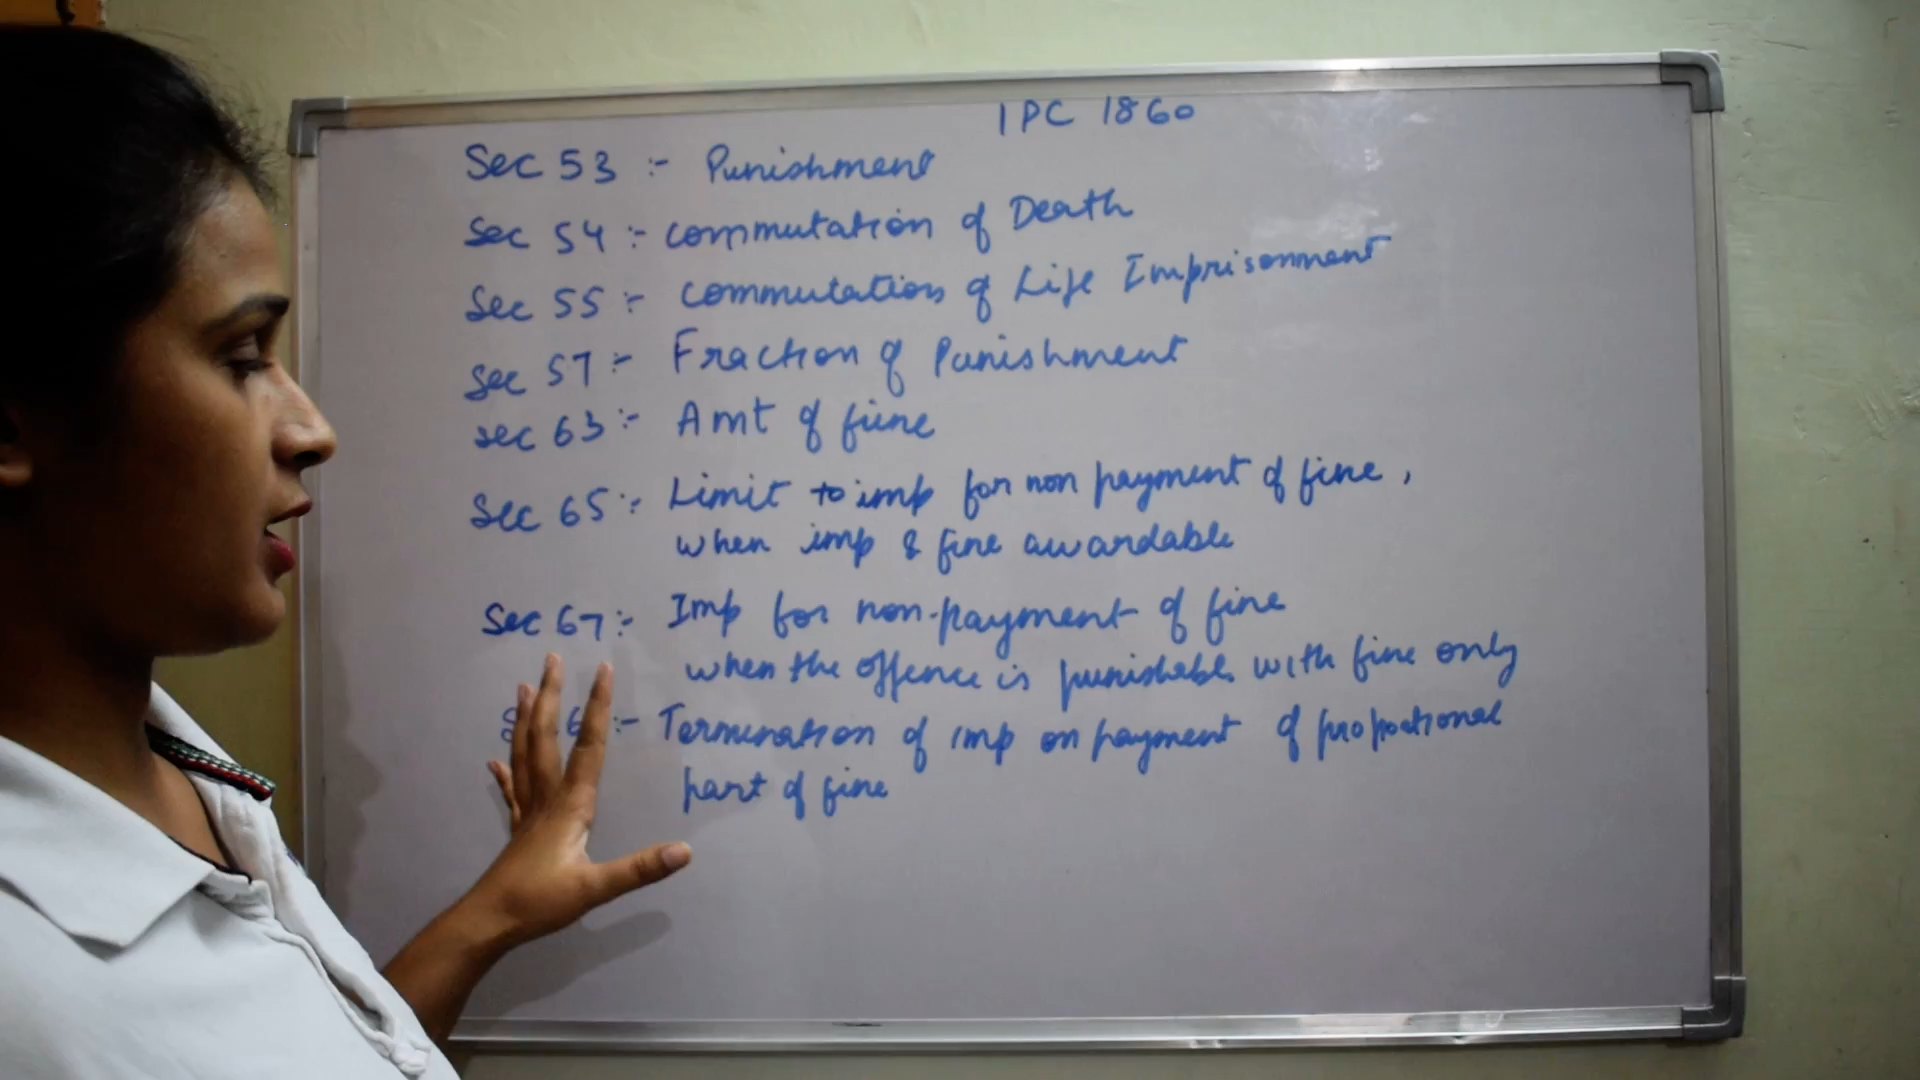 IPC 1860
Sec 53 :- Punishment
Sec 54 :- Commutation of Death
Sec 55 :- Commutation of Life Imprisonment
Sec 57 :- Fraction of Punishment
Sec 63 :- Amt of fine
Sec 65 :- Limit to imp for non payment of fine,
when imp & fine awardable
Sec 67 :- Imp for non-payment of fine
when the offence is punishable with fine only
:- Termination of imp on payment of proportional
part of fine